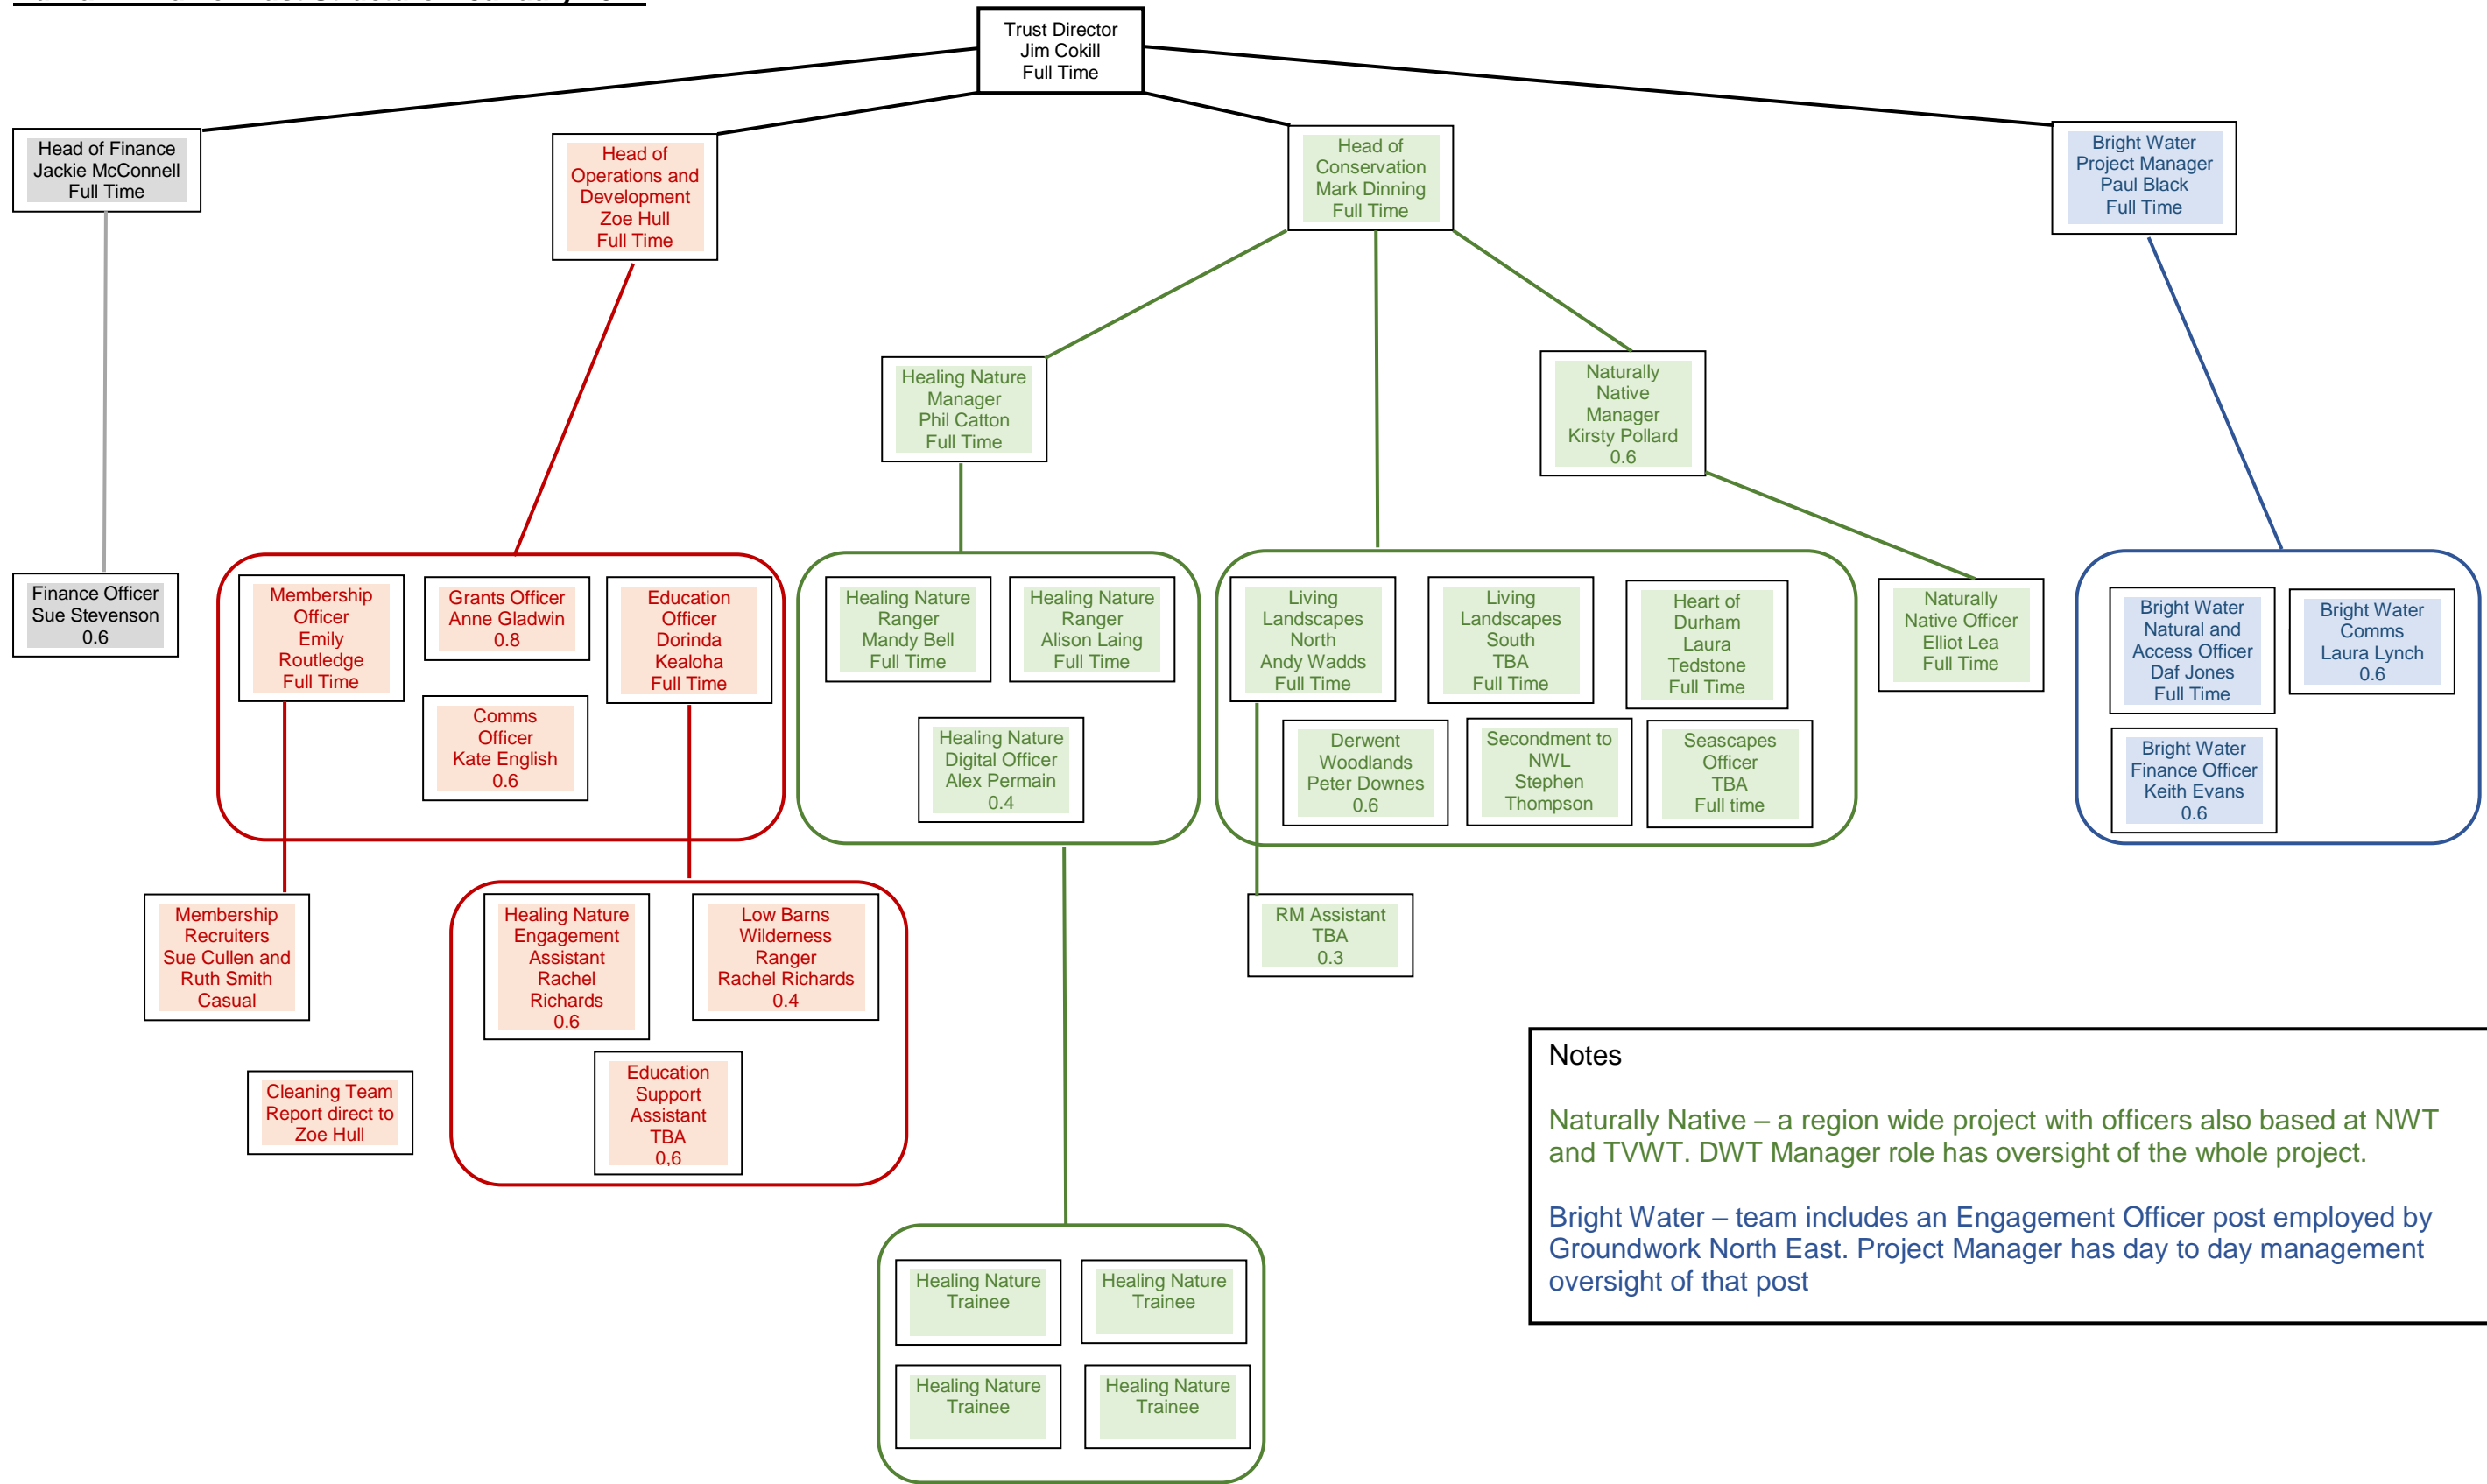 Trust Director
Jim Cokill
Full Time
Head of Finance
Jackie McConnell
Full Time
Head of
Operations and
Development
Zoe Hull
Full Time
Head of
Conservation
Mark Dinning
Full Time
Bright Water
Project Manager
Paul Black
Full Time
Healing Nature
Manager
Phil Catton
Full Time
Naturally
Native
Manager
Kirsty Pollard
0.6
Finance Officer
Sue Stevenson
0.6
Membership
Officer
Emily
Routledge
Full Time
Grants Officer
Anne Gladwin
0.8
Education
Officer
Dorinda
Kealoha
Full Time
Comms
Officer
Kate English
0.6
Healing Nature
Ranger
Mandy Bell
Full Time
Healing Nature
Ranger
Alison Laing
Full Time
Healing Nature
Digital Officer
Alex Permain
0.4
Living
Landscapes
North
Andy Wadds
Full Time
Living
Landscapes
South
TBA
Full Time
Heart of
Durham
Laura
Tedstone
Full Time
Derwent
Woodlands
Peter Downes
0.6
Secondment to
NWL
Stephen
Thompson
Seascapes
Officer
TBA
Full time
Naturally
Native Officer
Elliot Lea
Full Time
Bright Water
Natural and
Access Officer
Daf Jones
Full Time
Bright Water
Comms
Laura Lynch
0.6
Bright Water
Finance Officer
Keith Evans
0.6
Membership
Recruiters
Sue Cullen and
Ruth Smith
Casual
Healing Nature
Engagement
Assistant
Rachel
Richards
0.6
Low Barns
Wilderness
Ranger
Rachel Richards
0.4
RM Assistant
TBA
0.3
Cleaning Team
Report direct to
Zoe Hull
Education
Support
Assistant
TBA
0,6
Healing Nature
Trainee
Healing Nature
Trainee
Healing Nature
Trainee
Healing Nature
Trainee
Notes
Naturally Native – a region wide project with officers also based at NWT
and TVWT. DWT Manager role has oversight of the whole project.
Bright Water – team includes an Engagement Officer post employed by
Groundwork North East. Project Manager has day to day management
oversight of that post